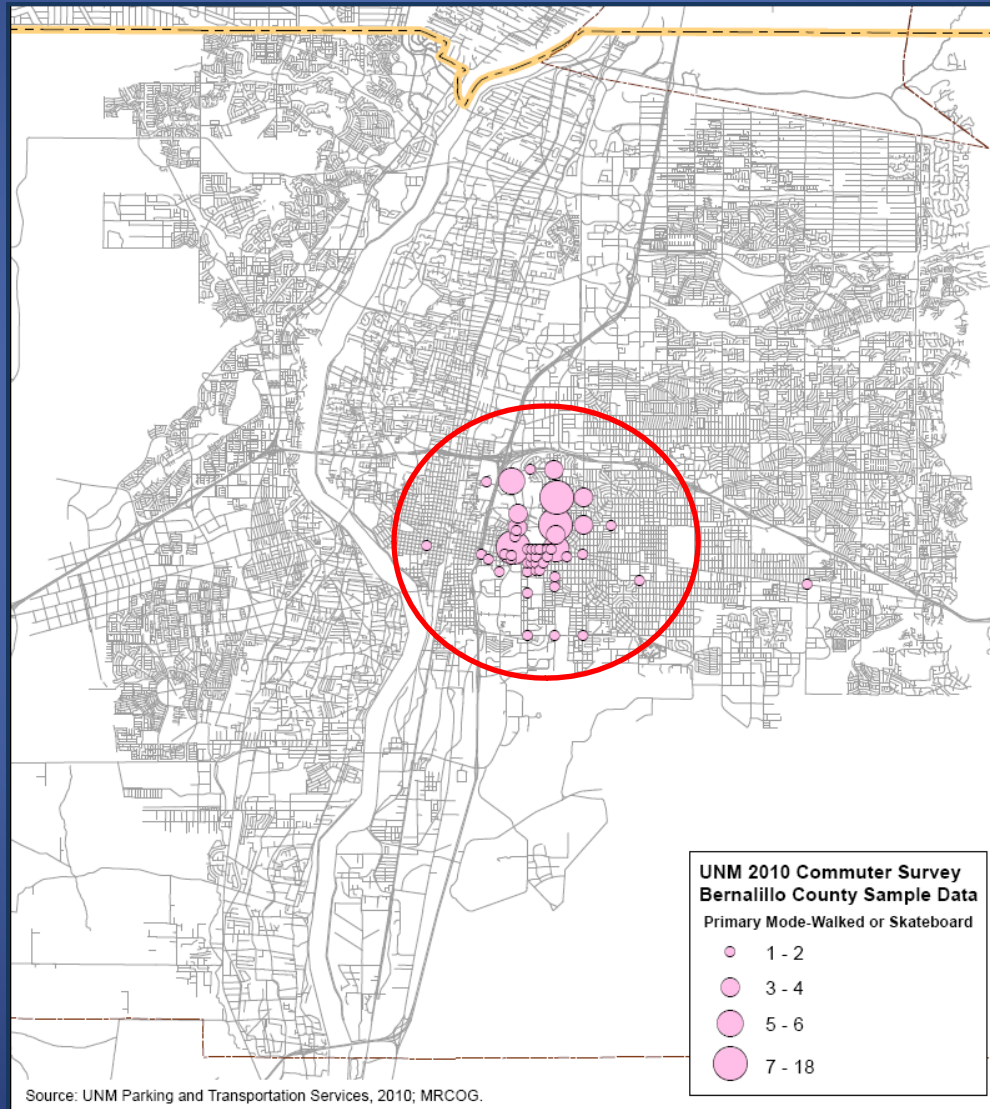 UNM 2010 Commuter Survey
Bernalillo County Sample Data
Primary Mode-Walked or Skateboard
1 - 2
3 - 4
5 - 6
7 - 18
Source: UNM Parking and Transportation Services, 2010; MRCOG.